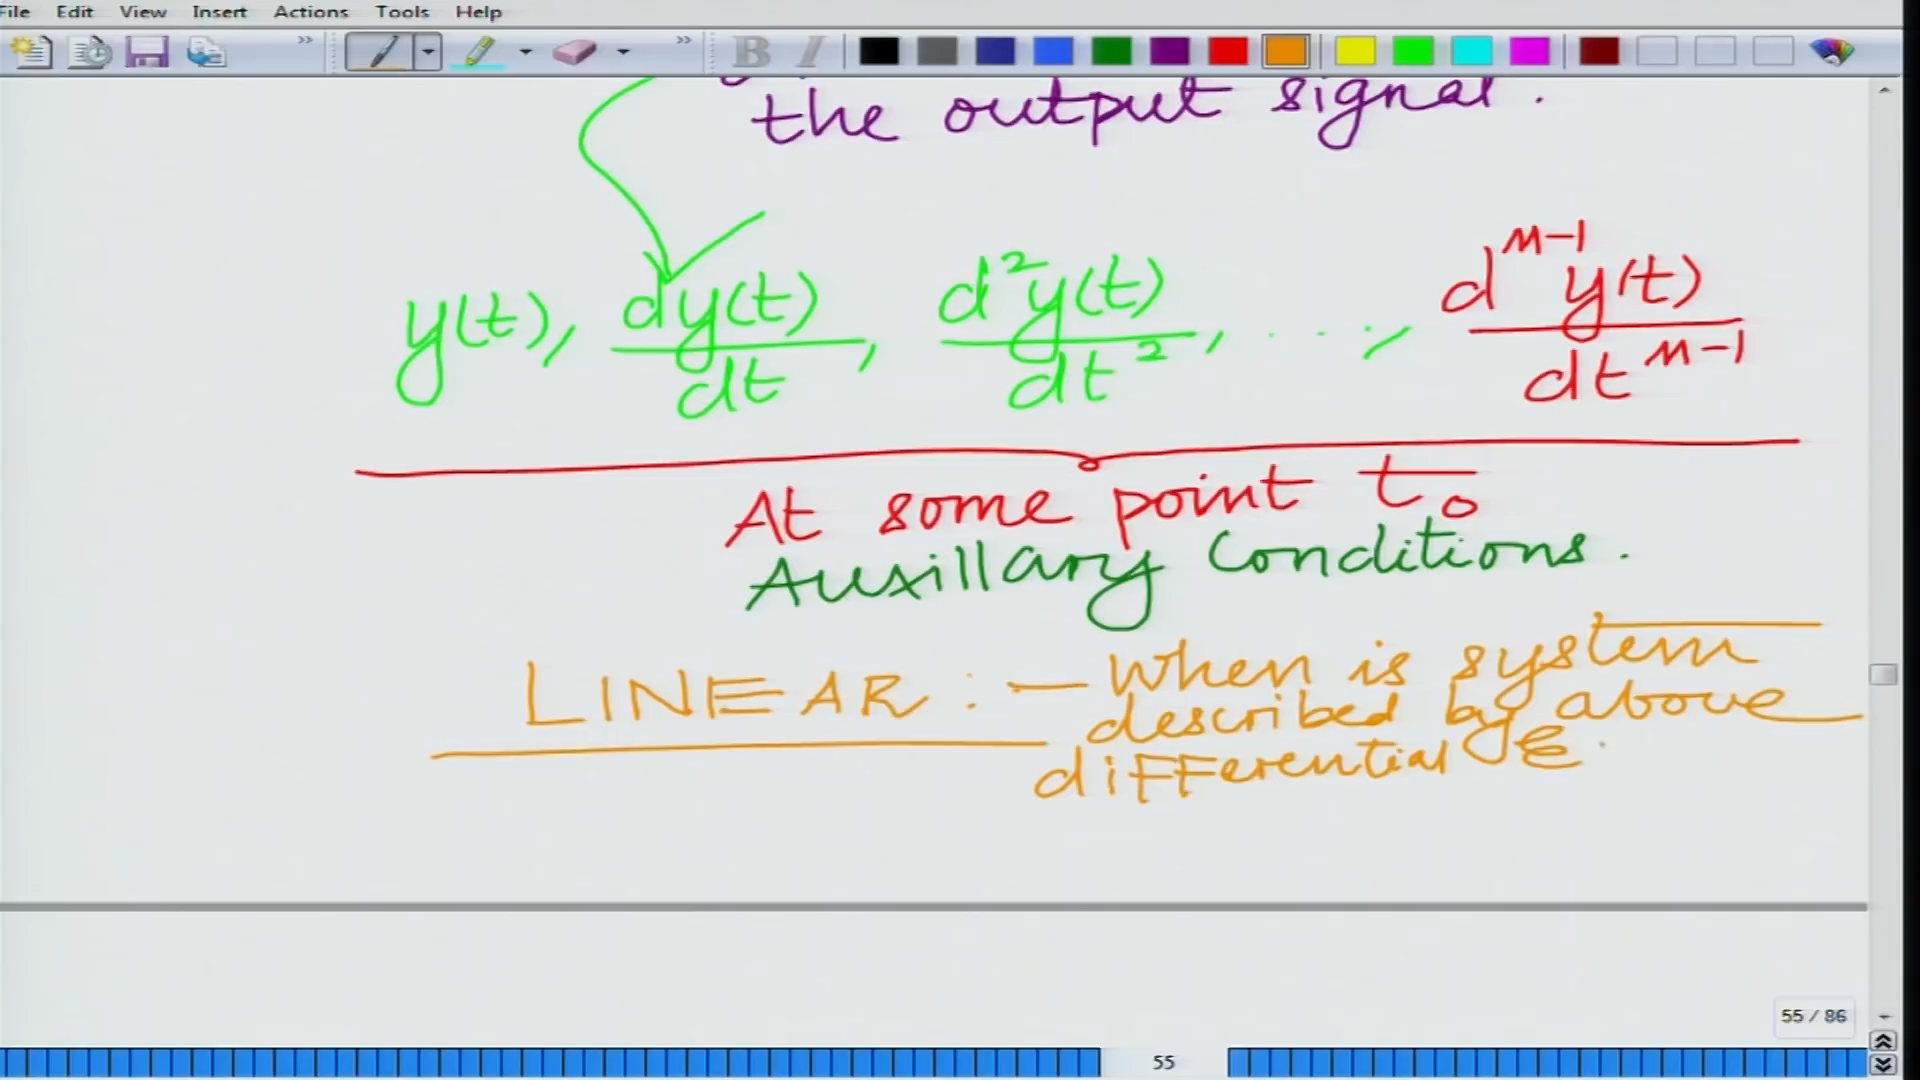 File Edit View Insert Actions Tools Help
B I
the output signal.
y(t), dy(t)/dt, d²y(t)/dt², ..., d^{N-1}y(t)/dt^{N-1}
At some point t₀
Auxillary Conditions.
LINEAR :— When is system
described by above
differential E.
55 / 86
55